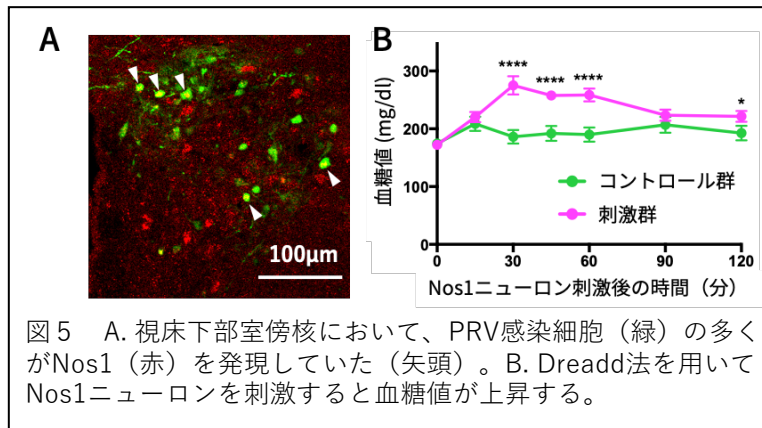 A
100μm
B
血糖値 (mg/dl)
300
200
100
0
****
****
****
*
コントロール群
刺激群
0
30
60
90
120
Nos1ニューロン刺激後の時間（分）
図５　A. 視床下部室傍核において、PRV感染細胞（緑）の多く
がNos1（赤）を発現していた（矢頭）。B. Dreadd法を用いて
Nos1ニューロンを刺激すると血糖値が上昇する。